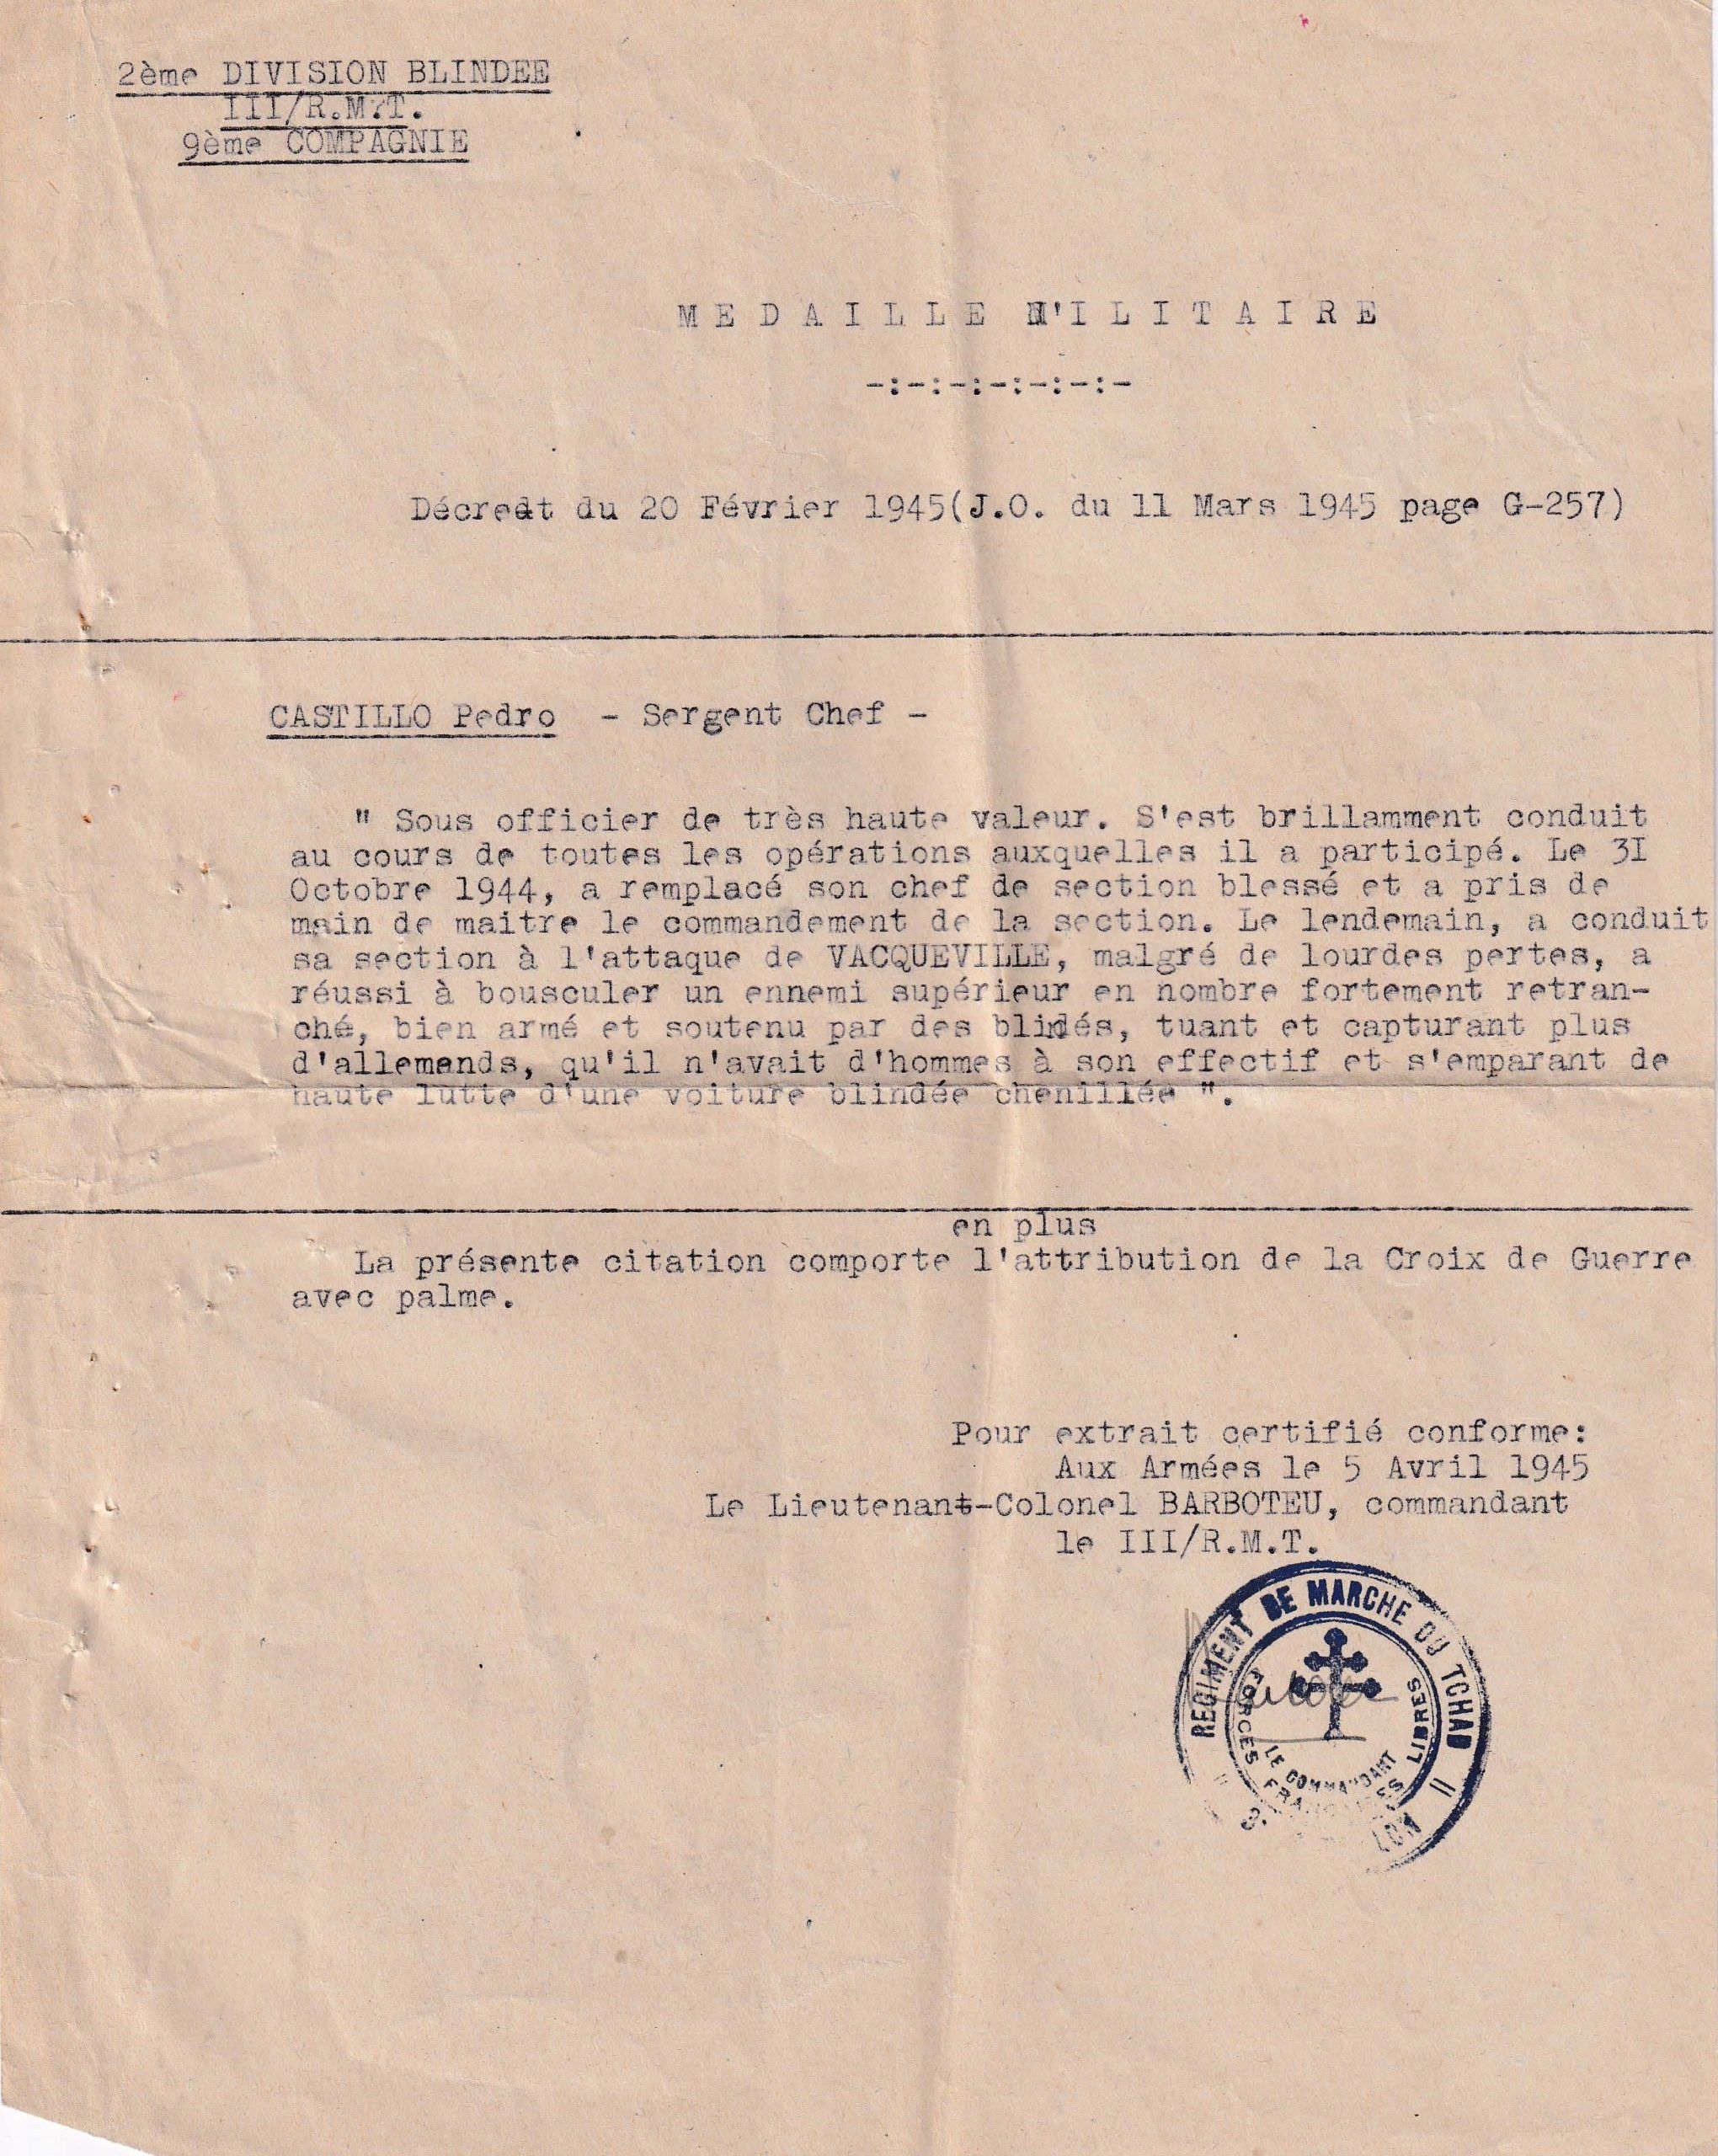 2ème DIVISION BLINDEE
III/R.M.T.
9ème COMPAGNIE
MEDAILLE M'ILITAIRE
-:-:-:-:-:-:-
Décreat du 20 Février 1945(J.O. du 11 Mars 1945 page G-257)
CASTILLO Pedro - Sergent Chef -
" Sous officier de très haute valeur. S'est brillamment conduit
au cours de toutes les opérations auxquelles il a participé. Le 3I
Octobre 1944, a remplacé son chef de section blessé et a pris de
main de maitre le commandement de la section. Le lendemain, a conduit
sa section à l'attaque de VACQUEVILLE, malgré de lourdes pertes, a
réussi à bousculer un ennemi supérieur en nombre fortement retran-
ché, bien armé et soutenu par des blindés, tuant et capturant plus
d'allemands, qu'il n'avait d'hommes à son effectif et s'emparant de
haute lutte d'une voiture blindée chenillée ".
en plus
La présente citation comporte l'attribution de la Croix de Guerre
avec palme.
Pour extrait certifié conforme:
Aux Armées le 5 Avril 1945
Le Lieutenant-Colonel BARBOTEU, commandant
le III/R.M.T.
REGIMENT DE MARCHE DU TCHAD
FORCES FRANÇAISES LIBRES
LE COMMANDANT